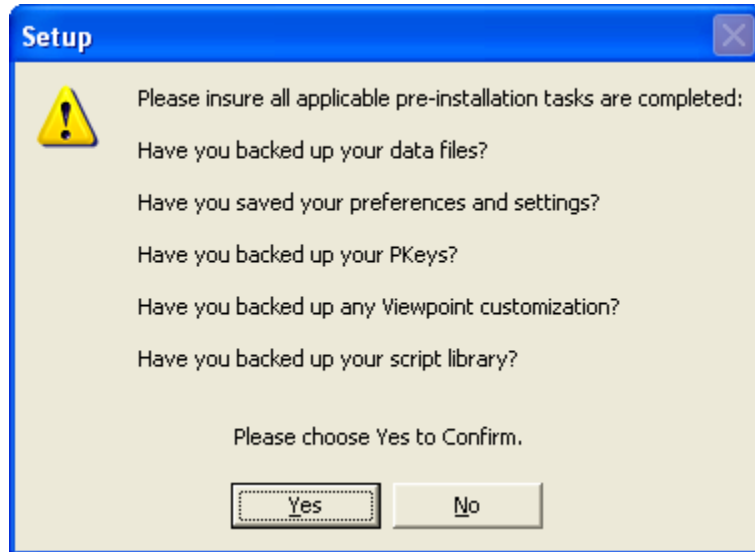 Setup
Please insure all applicable pre-installation tasks are completed:
Have you backed up your data files?
Have you saved your preferences and settings?
Have you backed up your PKeys?
Have you backed up any Viewpoint customization?
Have you backed up your script library?
Please choose Yes to Confirm.
Yes
No